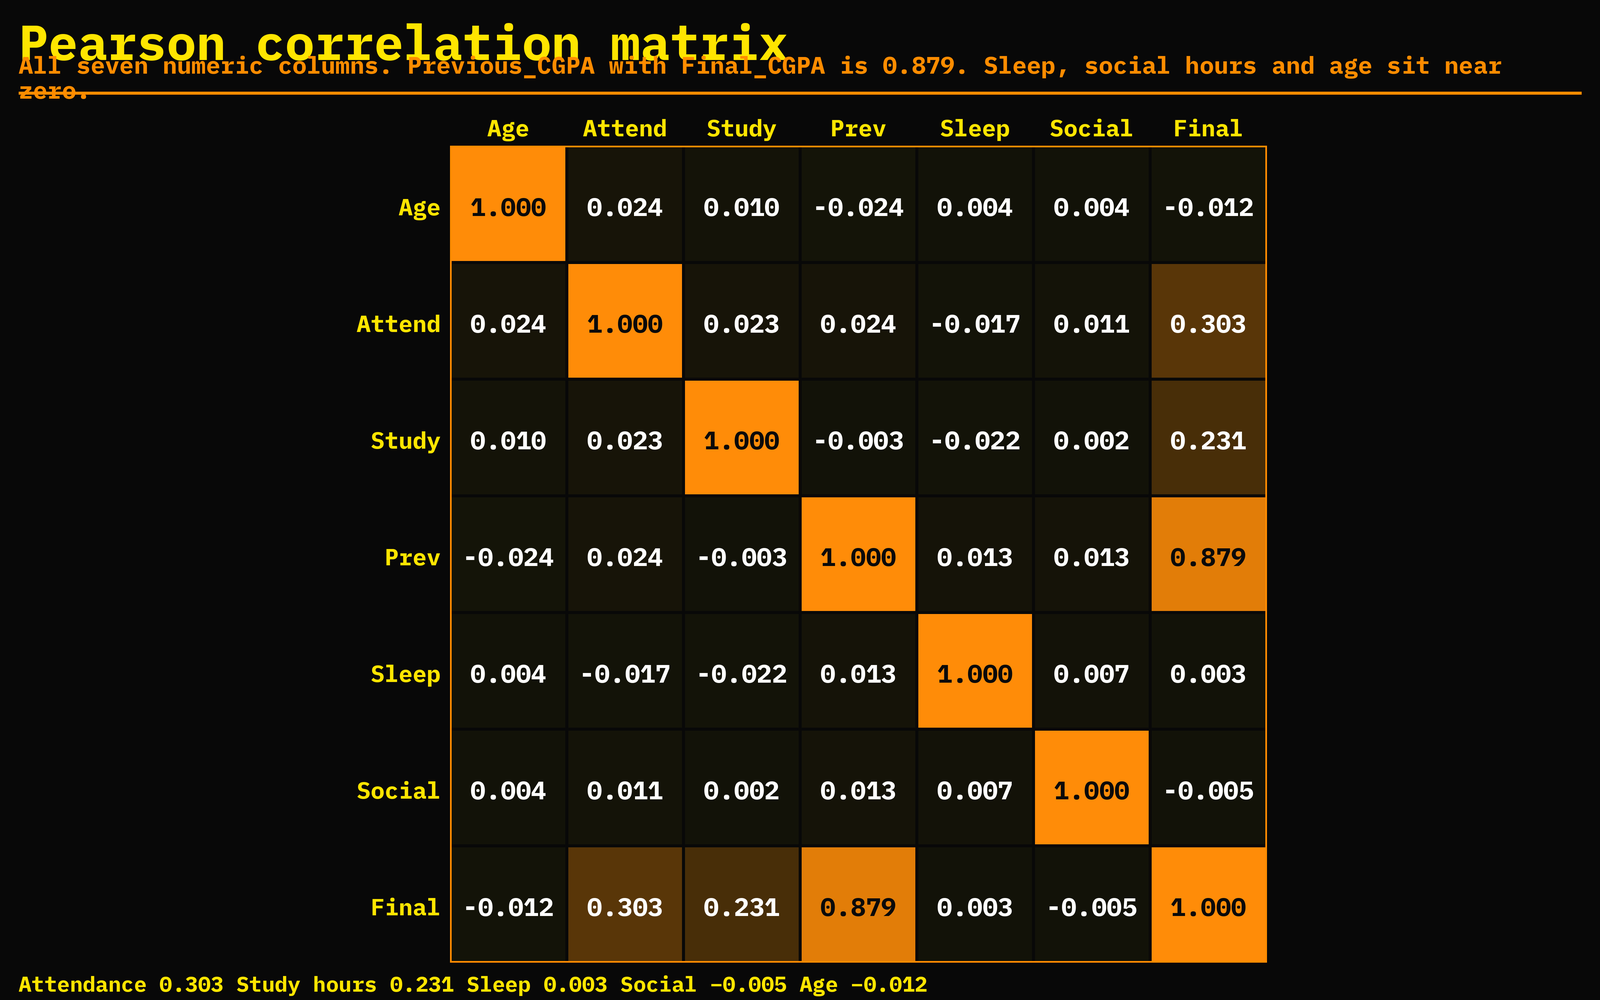 Pearson correlation matrix
All seven numeric columns. Previous_CGPA with Final_CGPA is 0.879. Sleep, social hours and age sit near
zero.
Age Attend Study Prev Sleep Social Final
Age 1.000 0.024 0.010 -0.024 0.004 0.004 -0.012
Attend 0.024 1.000 0.023 0.024 -0.017 0.011 0.303
Study 0.010 0.023 1.000 -0.003 -0.022 0.002 0.231
Prev -0.024 0.024 -0.003 1.000 0.013 0.013 0.879
Sleep 0.004 -0.017 -0.022 0.013 1.000 0.007 0.003
Social 0.004 0.011 0.002 0.013 0.007 1.000 -0.005
Final -0.012 0.303 0.231 0.879 0.003 -0.005 1.000
Attendance 0.303 Study hours 0.231 Sleep 0.003 Social −0.005 Age −0.012